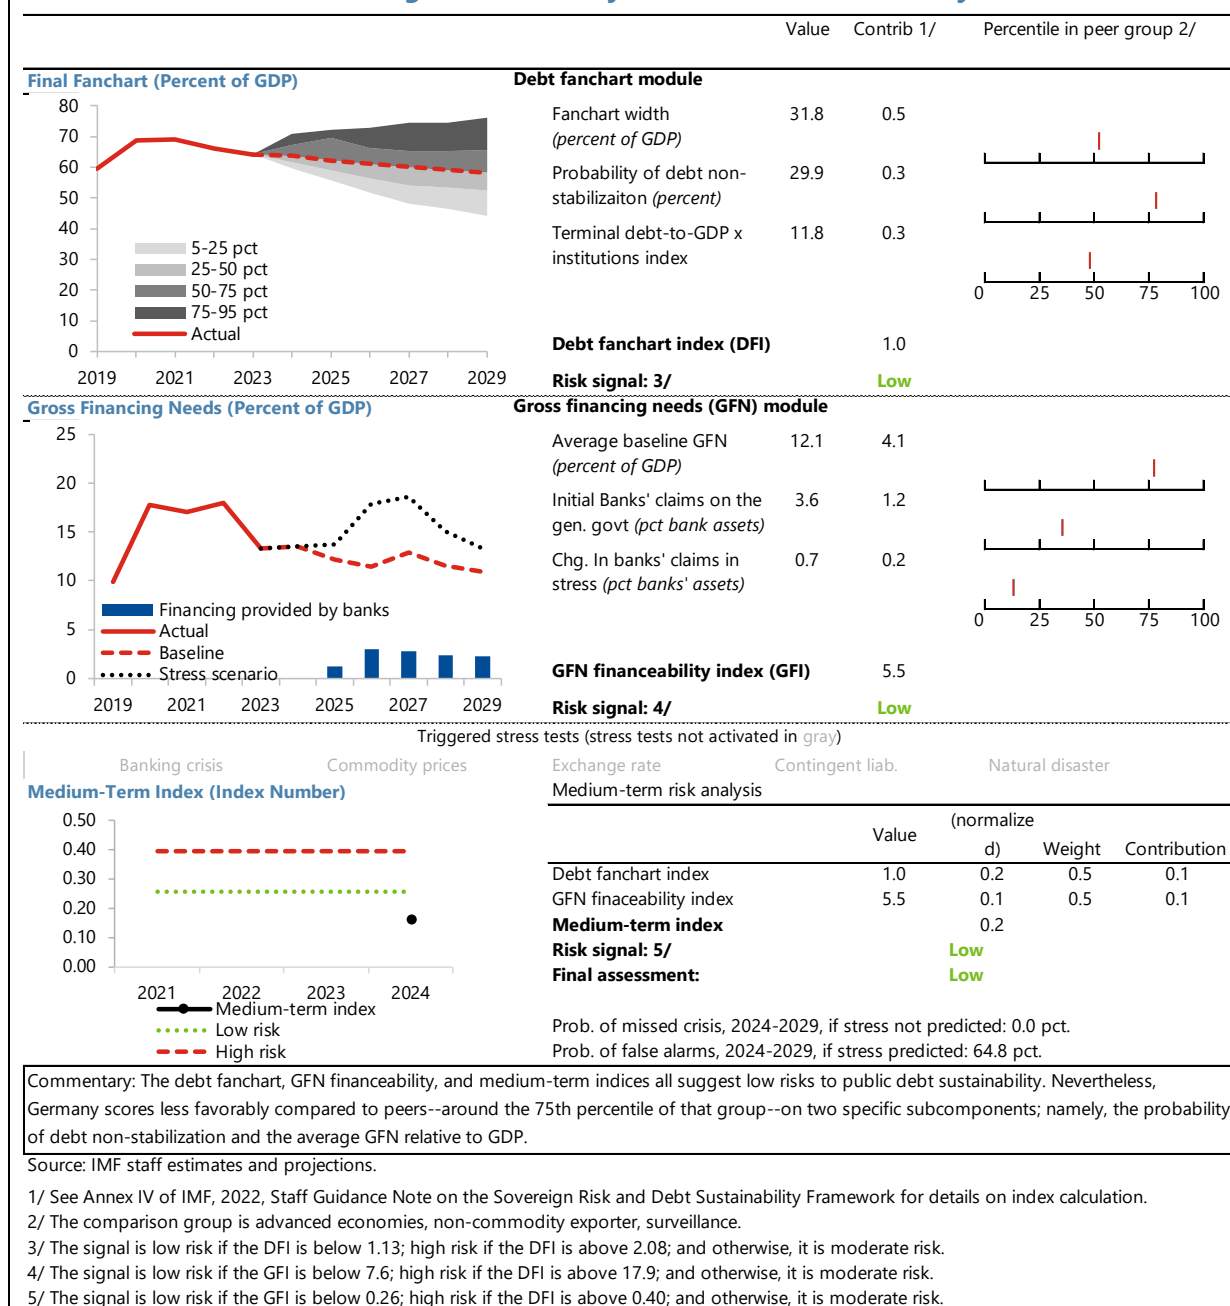 Value Contrib 1/ Percentile in peer group 2/
Final Fanchart (Percent of GDP)
80
70
60
50
40
30
20
10
0
5-25 pct
25-50 pct
50-75 pct
75-95 pct
Actual
2019 2021 2023 2025 2027 2029
Debt fanchart module
Fanchart width 31.8 0.5
(percent of GDP)
Probability of debt non- 29.9 0.3
stabilizaiton (percent)
Terminal debt-to-GDP x 11.8 0.3
institutions index
0 25 50 75 100
Debt fanchart index (DFI) 1.0
Risk signal: 3/ Low
Gross Financing Needs (Percent of GDP)
25
20
15
10
5
0
Financing provided by banks
Actual
Baseline
Stress scenario
2019 2021 2023 2025 2027 2029
Gross financing needs (GFN) module
Average baseline GFN 12.1 4.1
(percent of GDP)
Initial Banks' claims on the 3.6 1.2
gen. govt (pct bank assets)
Chg. In banks' claims in 0.7 0.2
stress (pct banks' assets)
0 25 50 75 100
GFN financeability index (GFI) 5.5
Risk signal: 4/ Low
Triggered stress tests (stress tests not activated in gray)
Banking crisis Commodity prices Exchange rate Contingent liab. Natural disaster
Medium-Term Index (Index Number)
0.50
0.40
0.30
0.20
0.10
0.00
2021 2022 2023 2024
Medium-term index
Low risk
High risk
Medium-term risk analysis
Value (normalize
d) Weight Contribution
Debt fanchart index 1.0 0.2 0.5 0.1
GFN finaceability index 5.5 0.1 0.5 0.1
Medium-term index 0.2
Risk signal: 5/ Low
Final assessment: Low
Prob. of missed crisis, 2024-2029, if stress not predicted: 0.0 pct.
Prob. of false alarms, 2024-2029, if stress predicted: 64.8 pct.
Commentary: The debt fanchart, GFN financeability, and medium-term indices all suggest low risks to public debt sustainability. Nevertheless,
Germany scores less favorably compared to peers--around the 75th percentile of that group--on two specific subcomponents; namely, the probability
of debt non-stabilization and the average GFN relative to GDP.
Source: IMF staff estimates and projections.
1/ See Annex IV of IMF, 2022, Staff Guidance Note on the Sovereign Risk and Debt Sustainability Framework for details on index calculation.
2/ The comparison group is advanced economies, non-commodity exporter, surveillance.
3/ The signal is low risk if the DFI is below 1.13; high risk if the DFI is above 2.08; and otherwise, it is moderate risk.
4/ The signal is low risk if the GFI is below 7.6; high risk if the DFI is above 17.9; and otherwise, it is moderate risk.
5/ The signal is low risk if the GFI is below 0.26; high risk if the DFI is above 0.40; and otherwise, it is moderate risk.